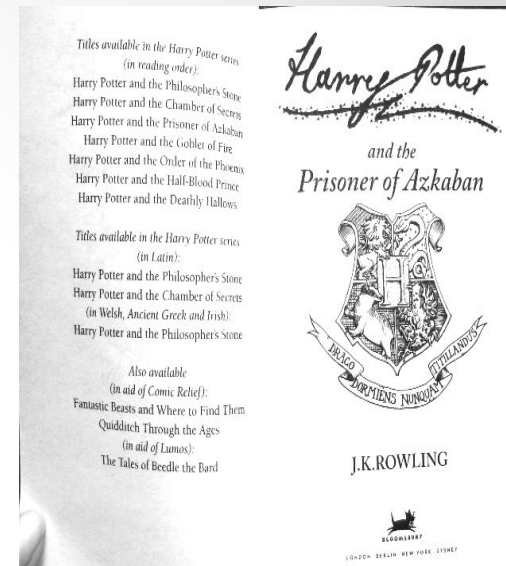 Titles available in the Harry Potter series
(in reading order):
Harry Potter and the Philosopher's Stone
Harry Potter and the Chamber of Secrets
Harry Potter and the Prisoner of Azkaban
Harry Potter and the Goblet of Fire
Harry Potter and the Order of the Phoenix
Harry Potter and the Half-Blood Prince
Harry Potter and the Deathly Hallows
Titles available in the Harry Potter series
(in Latin):
Harry Potter and the Philosopher's Stone
Harry Potter and the Chamber of Secrets
(in Welsh, Ancient Greek and Irish):
Harry Potter and the Philosopher's Stone
Also available
(in aid of Comic Relief):
Fantastic Beasts and Where to Find Them
Quidditch Through the Ages
(in aid of Lumos):
The Tales of Beedle the Bard
Harry Potter
and the
Prisoner of Azkaban
H
DRACO DORMIENS NUNQUAM TITILLANDUS
J.K.ROWLING
BLOOMSBURY
LONDON BERLIN NEW YORK SYDNEY